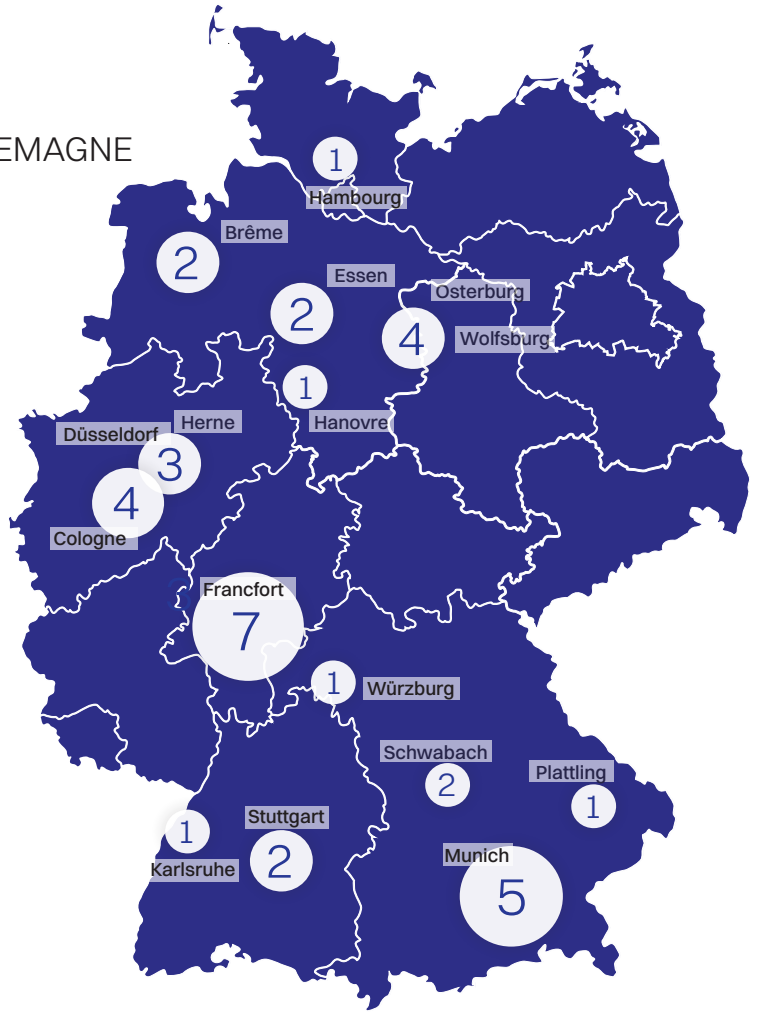 EMAGNE
1
Hambourg
Brême
2
Essen
2
Osterburg
4
Wolfsburg
1
Hanovre
Herne
Düsseldorf
3
4
Cologne
3
Francfort
7
1
Würzburg
Schwabach
2
Plattling
1
Stuttgart
1
2
Karlsruhe
Munich
5